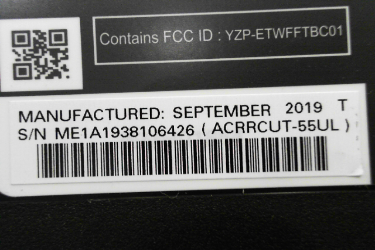 Contains FCC ID : YZP-ETWFFTBC01
MANUFACTURED: SEPTEMBER 2019 T
S/N ME1A1938106426 ( ACRRCUT-55UL )